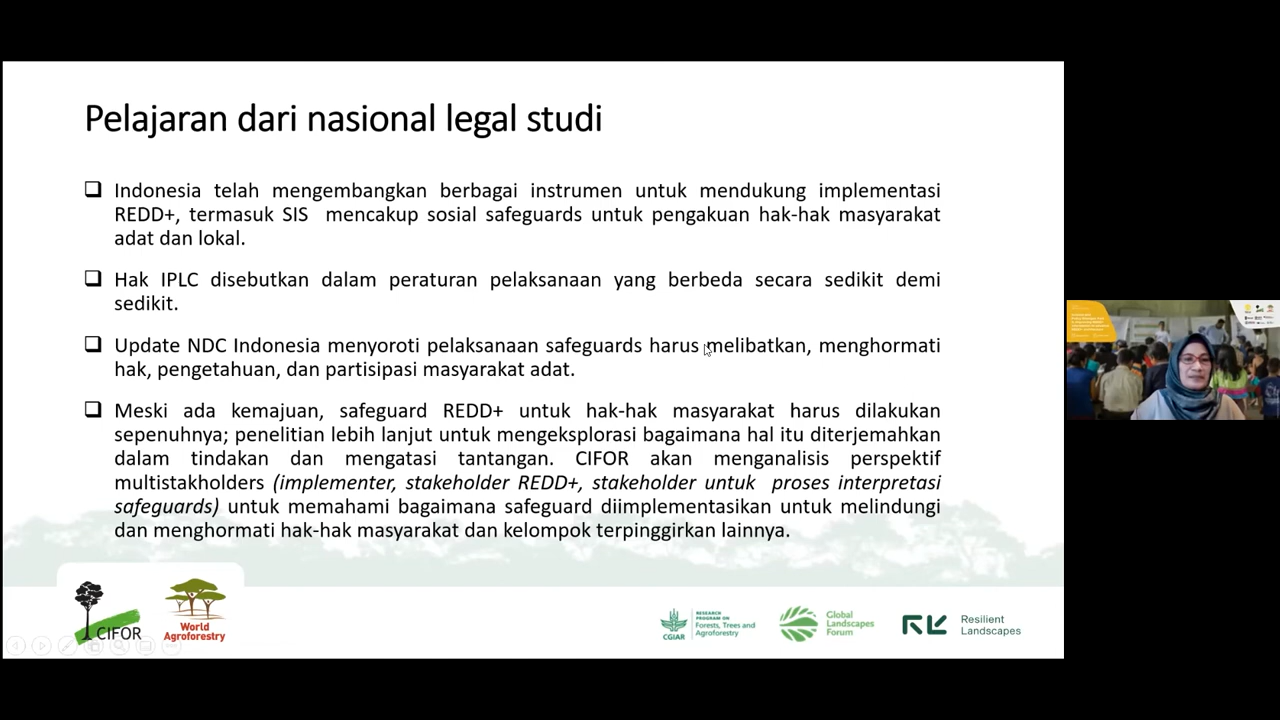 Pelajaran dari nasional legal studi
Indonesia telah mengembangkan berbagai instrumen untuk mendukung implementasi
REDD+, termasuk SIS mencakup sosial safeguards untuk pengakuan hak-hak masyarakat
adat dan lokal.
Hak IPLC disebutkan dalam peraturan pelaksanaan yang berbeda secara sedikit demi
sedikit.
Update NDC Indonesia menyoroti pelaksanaan safeguards harus melibatkan, menghormati
hak, pengetahuan, dan partisipasi masyarakat adat.
Meski ada kemajuan, safeguard REDD+ untuk hak-hak masyarakat harus dilakukan
sepenuhnya; penelitian lebih lanjut untuk mengeksplorasi bagaimana hal itu diterjemahkan
dalam tindakan dan mengatasi tantangan. CIFOR akan menganalisis perspektif
multistakholders (implementer, stakeholder REDD+, stakeholder untuk proses interpretasi
safeguards) untuk memahami bagaimana safeguard diimplementasikan untuk melindungi
dan menghormati hak-hak masyarakat dan kelompok terpinggirkan lainnya.
CIFOR
World
Agroforestry
CGIAR
RESEARCH
PROGRAM ON
Forests, Trees and
Agroforestry
Global
Landscapes
Forum
Resilient
Landscapes